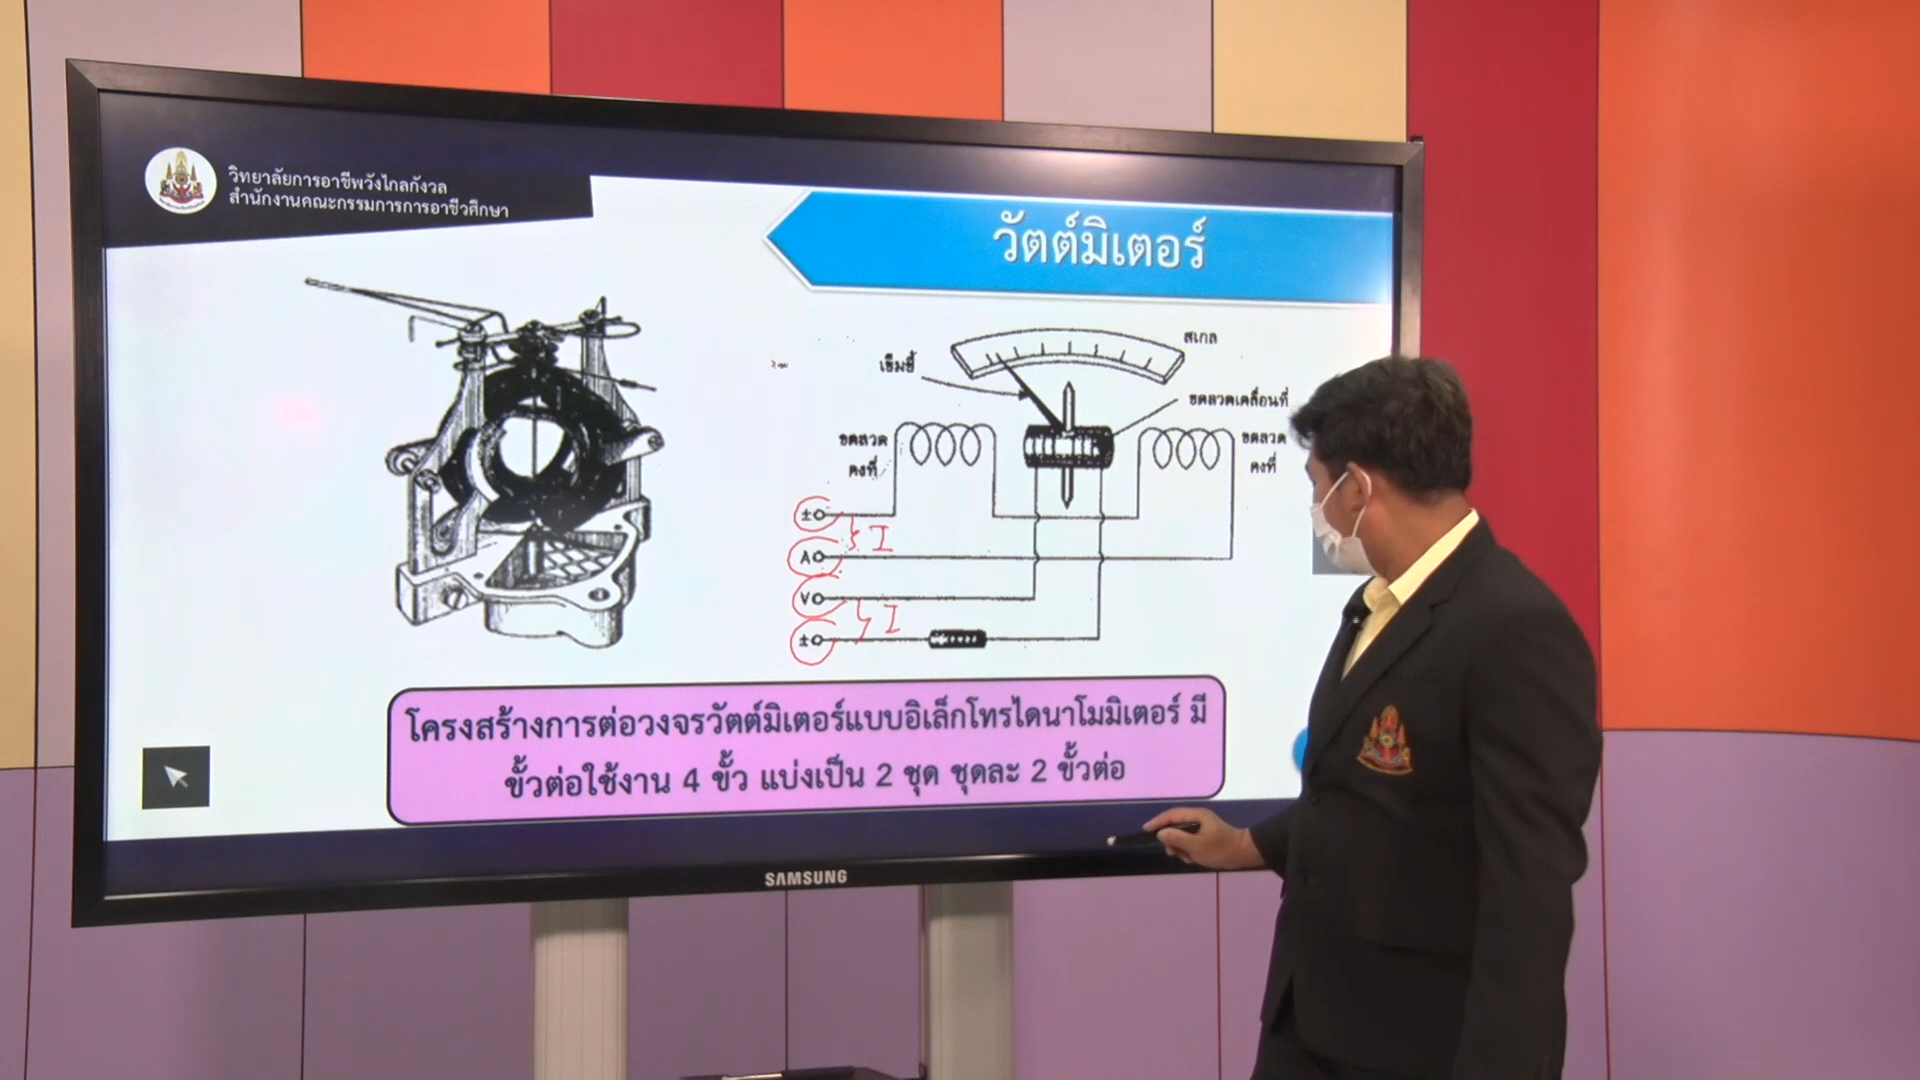 วิทยาลัยการอาชีพวังไกลกังวล
สำนักงานคณะกรรมการการอาชีวศึกษา
วัตต์มิเตอร์
สเกล
เข็มชี้
ขดลวดเคลื่อนที่
ขดลวด
คงที่
ขดลวด
คงที่
±
A
I
V
I
±
โครงสร้างการต่อวงจรวัตต์มิเตอร์แบบอิเล็กโทรไดนาโมมิเตอร์ มี
ขั้วต่อใช้งาน 4 ขั้ว แบ่งเป็น 2 ชุด ชุดละ 2 ขั้วต่อ
SAMSUNG